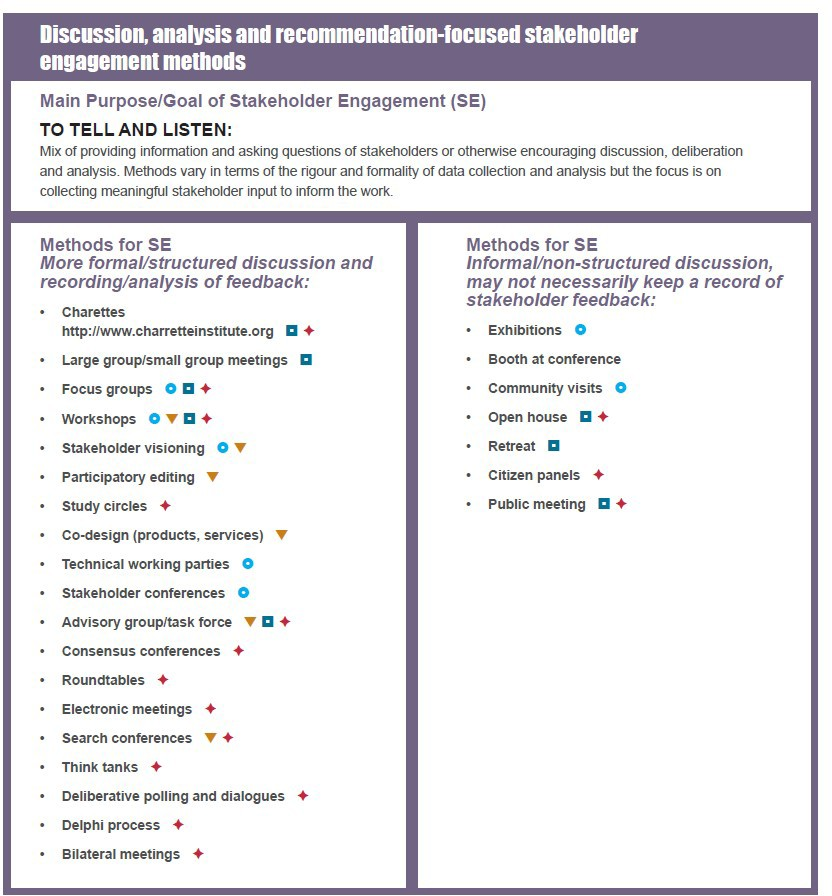 Discussion, analysis and recommendation-focused stakeholder
engagement methods
Main Purpose/Goal of Stakeholder Engagement (SE)
TO TELL AND LISTEN:
Mix of providing information and asking questions of stakeholders or otherwise encouraging discussion, deliberation
and analysis. Methods vary in terms of the rigour and formality of data collection and analysis but the focus is on
collecting meaningful stakeholder input to inform the work.
Methods for SE
More formal/structured discussion and
recording/analysis of feedback:
• Charettes
http://www.charretteinstitute.org
• Large group/small group meetings
• Focus groups
• Workshops
• Stakeholder visioning
• Participatory editing
• Study circles
• Co-design (products, services)
• Technical working parties
• Stakeholder conferences
• Advisory group/task force
• Consensus conferences
• Roundtables
• Electronic meetings
• Search conferences
• Think tanks
• Deliberative polling and dialogues
• Delphi process
• Bilateral meetings
Methods for SE
Informal/non-structured discussion,
may not necessarily keep a record of
stakeholder feedback:
• Exhibitions
• Booth at conference
• Community visits
• Open house
• Retreat
• Citizen panels
• Public meeting